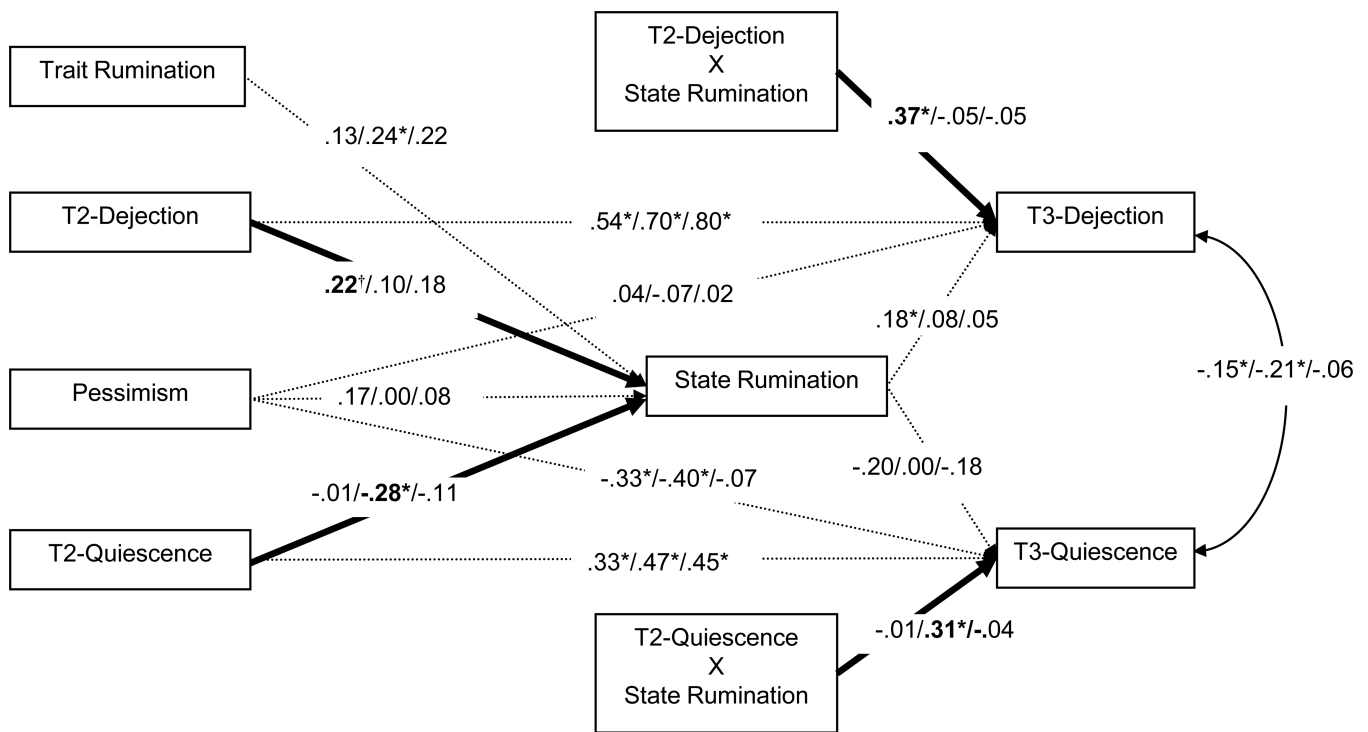 T2-Dejection
X
State Rumination
Trait Rumination
.37*/-.05/-.05
.13/.24*/.22
T2-Dejection
.54*/.70*/.80*
T3-Dejection
.22†/.10/.18
.04/-.07/.02
.18*/.08/.05
Pessimism
.17/.00/.08
State Rumination
-.15*/-.21*/-.06
-.20/.00/-.18
-.33*/-.40*/-.07
-.01/-.28*/-.11
T2-Quiescence
.33*/.47*/.45*
T3-Quiescence
T2-Quiescence
X
State Rumination
-.01/.31*/-.04